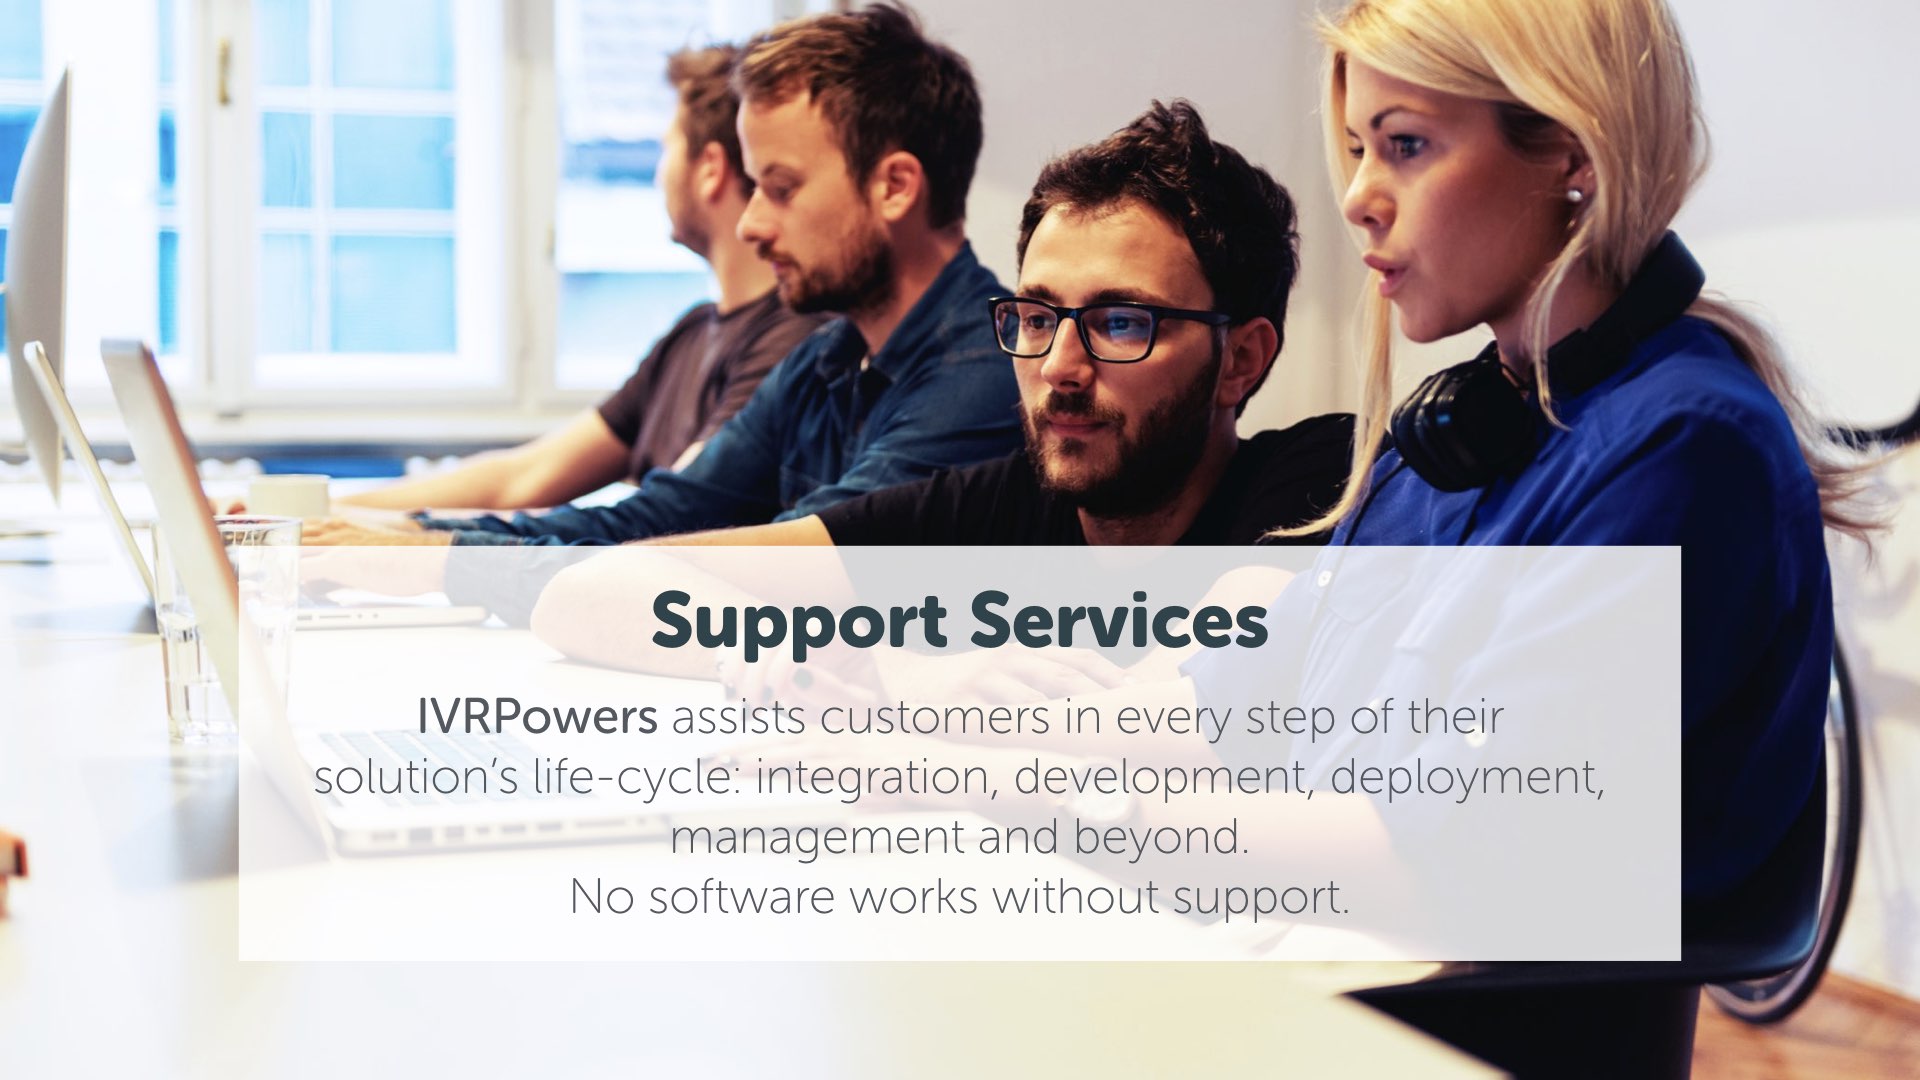 Support Services
IVRPowers assists customers in every step of their
solution’s life-cycle: integration, development, deployment,
management and beyond.
No software works without support.